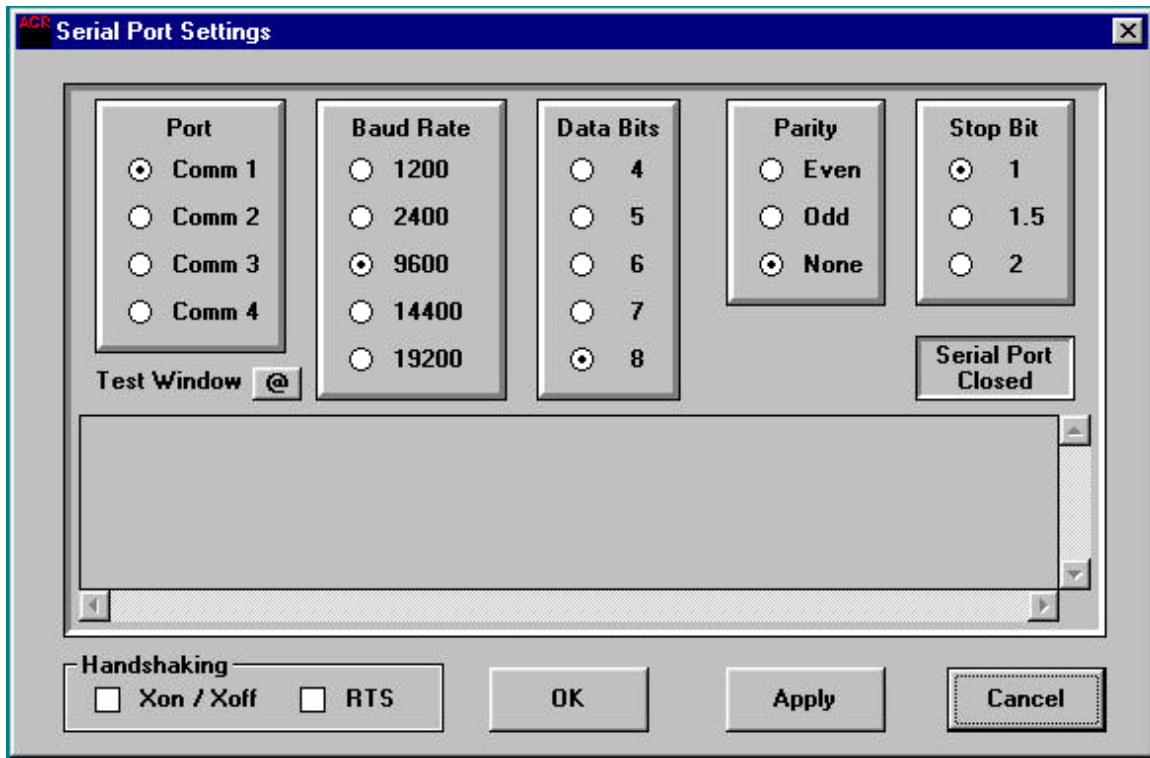 ACR
Serial Port Settings
Port
Comm 1
Comm 2
Comm 3
Comm 4
Baud Rate
1200
2400
9600
14400
19200
Data Bits
4
5
6
7
8
Parity
Even
Odd
None
Stop Bit
1
1.5
2
Serial Port
Closed
Test Window @
Handshaking
Xon / Xoff
RTS
OK
Apply
Cancel